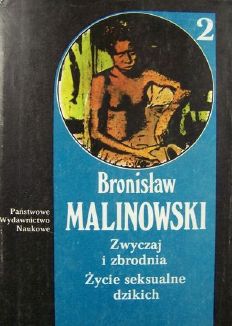 2
Bronisław
MALINOWSKI
Państwowe
Wydawnictwo
Naukowe
Zwyczaj
i zbrodnia
Życie seksualne
dzikich